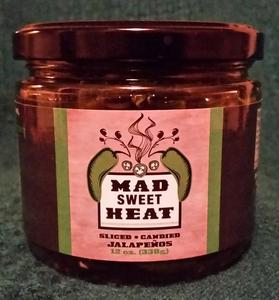 MAD
SWEET
HEAT
SLICED • CANDIED
JALAPEÑOS
12 oz. (338g)